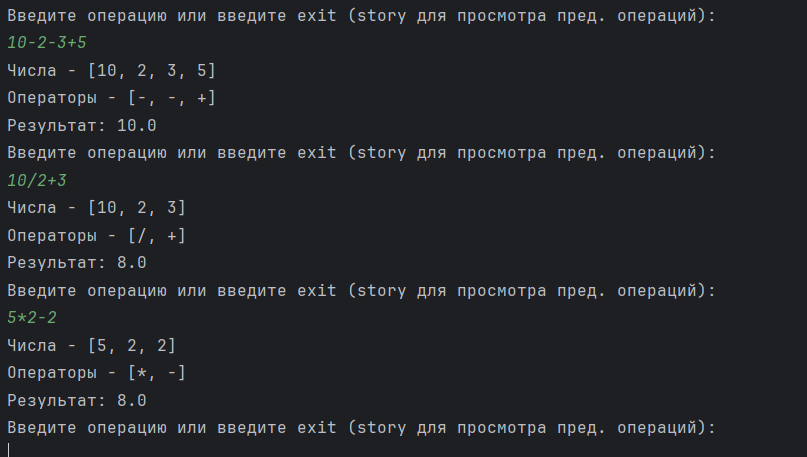 Введите операцию или введите exit (story для просмотра пред. операций):
10-2-3+5
Числа - [10, 2, 3, 5]
Операторы - [-, -, +]
Результат: 10.0
Введите операцию или введите exit (story для просмотра пред. операций):
10/2+3
Числа - [10, 2, 3]
Операторы - [/, +]
Результат: 8.0
Введите операцию или введите exit (story для просмотра пред. операций):
5*2-2
Числа - [5, 2, 2]
Операторы - [*, -]
Результат: 8.0
Введите операцию или введите exit (story для просмотра пред. операций):